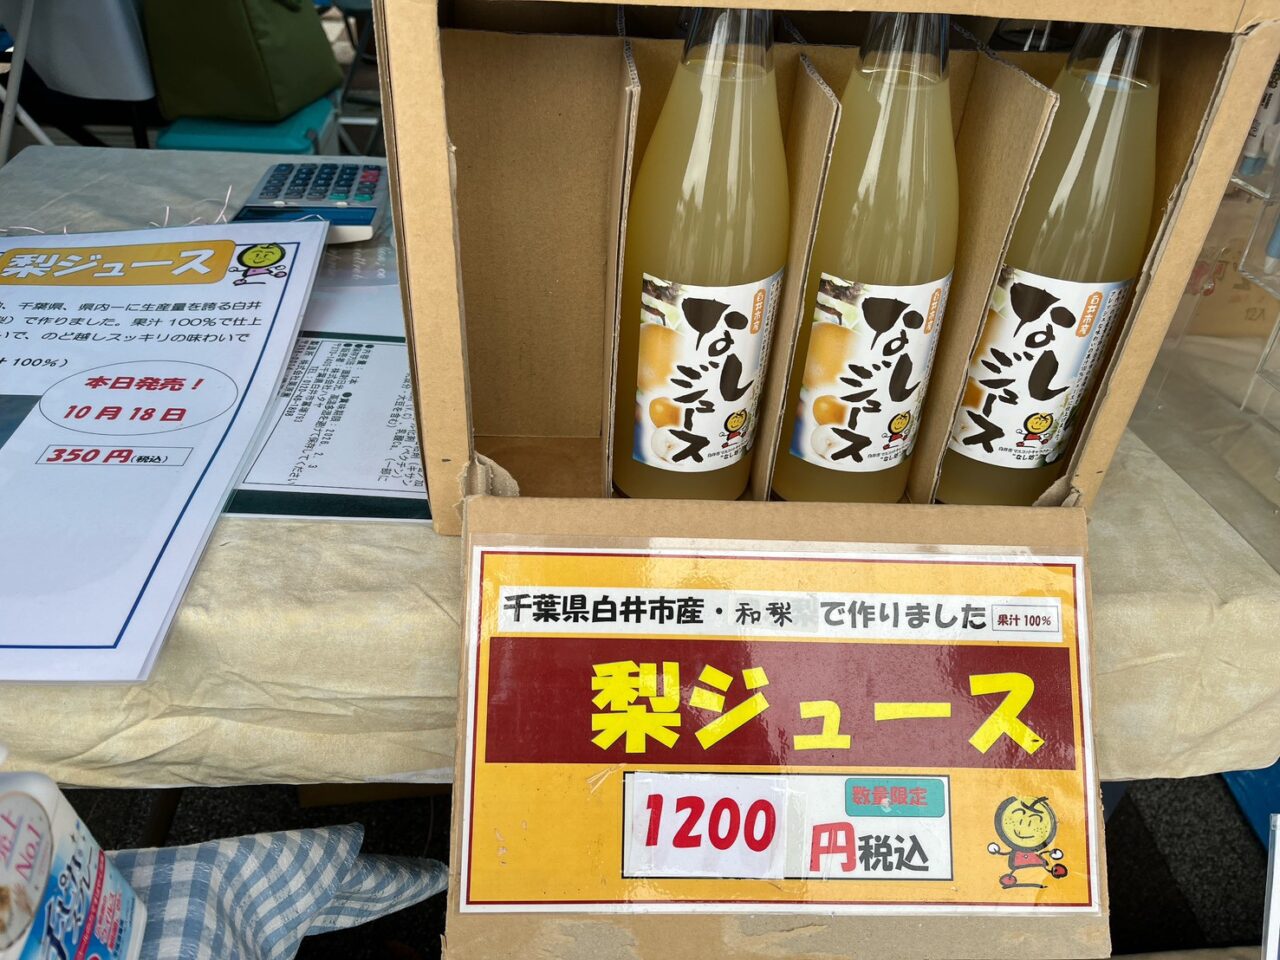 梨ジュース
千葉県、県内一に生産量を誇る白井
で作りました。果汁100%で仕上
いで、のど越しスッキリの味わいで
100%)
本日発売！
10月18日
350円(税込)
白井市産
なし
ジュース
白井市産
なし
ジュース
白井市産
なし
ジュース
千葉県白井市産・和梨で作りました
果汁100%
梨ジュース
1200
数量限定
円税込
No.1